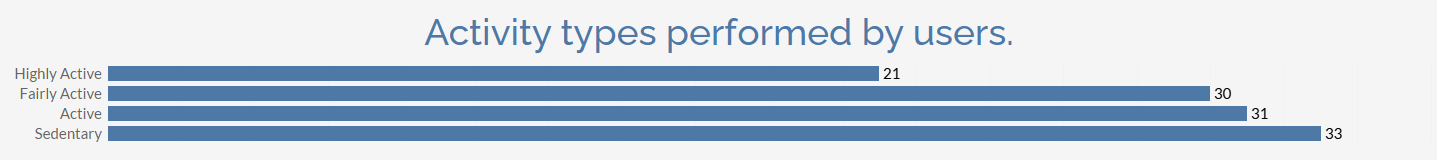 Activity types performed by users.
Highly Active 21
Fairly Active 30
Active 31
Sedentary 33